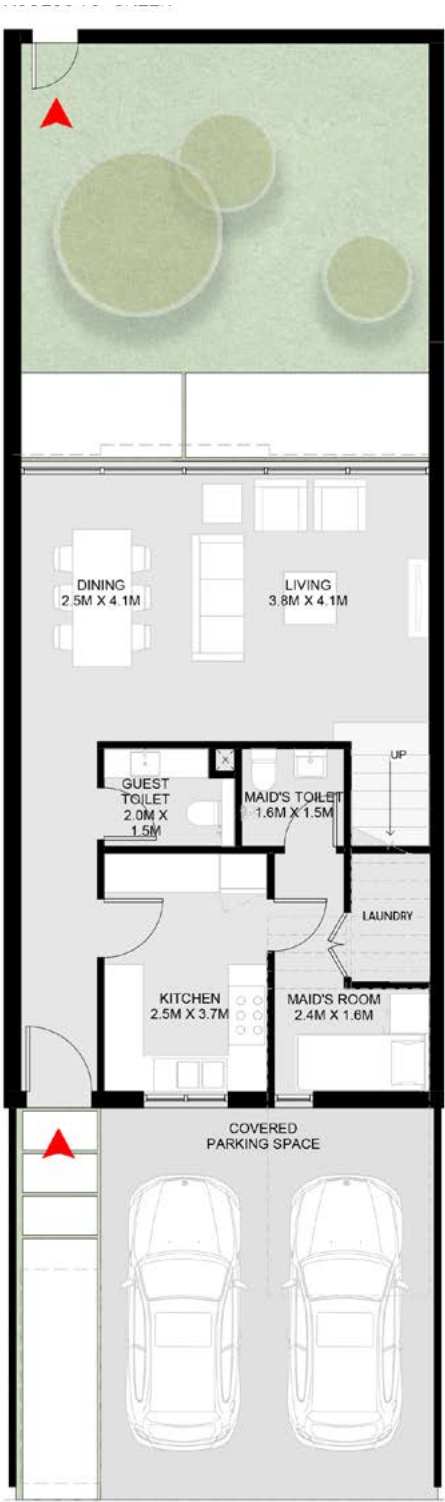 DINING
2.5M X 4.1M
LIVING
3.8M X 4.1M
UP
X
GUEST
TOILET
2.0M X
1.5M
MAID'S TOILET
1.6M X 1.5M
LAUNDRY
KITCHEN
2.5M X 3.7M
MAID'S ROOM
2.4M X 1.6M
COVERED
PARKING SPACE